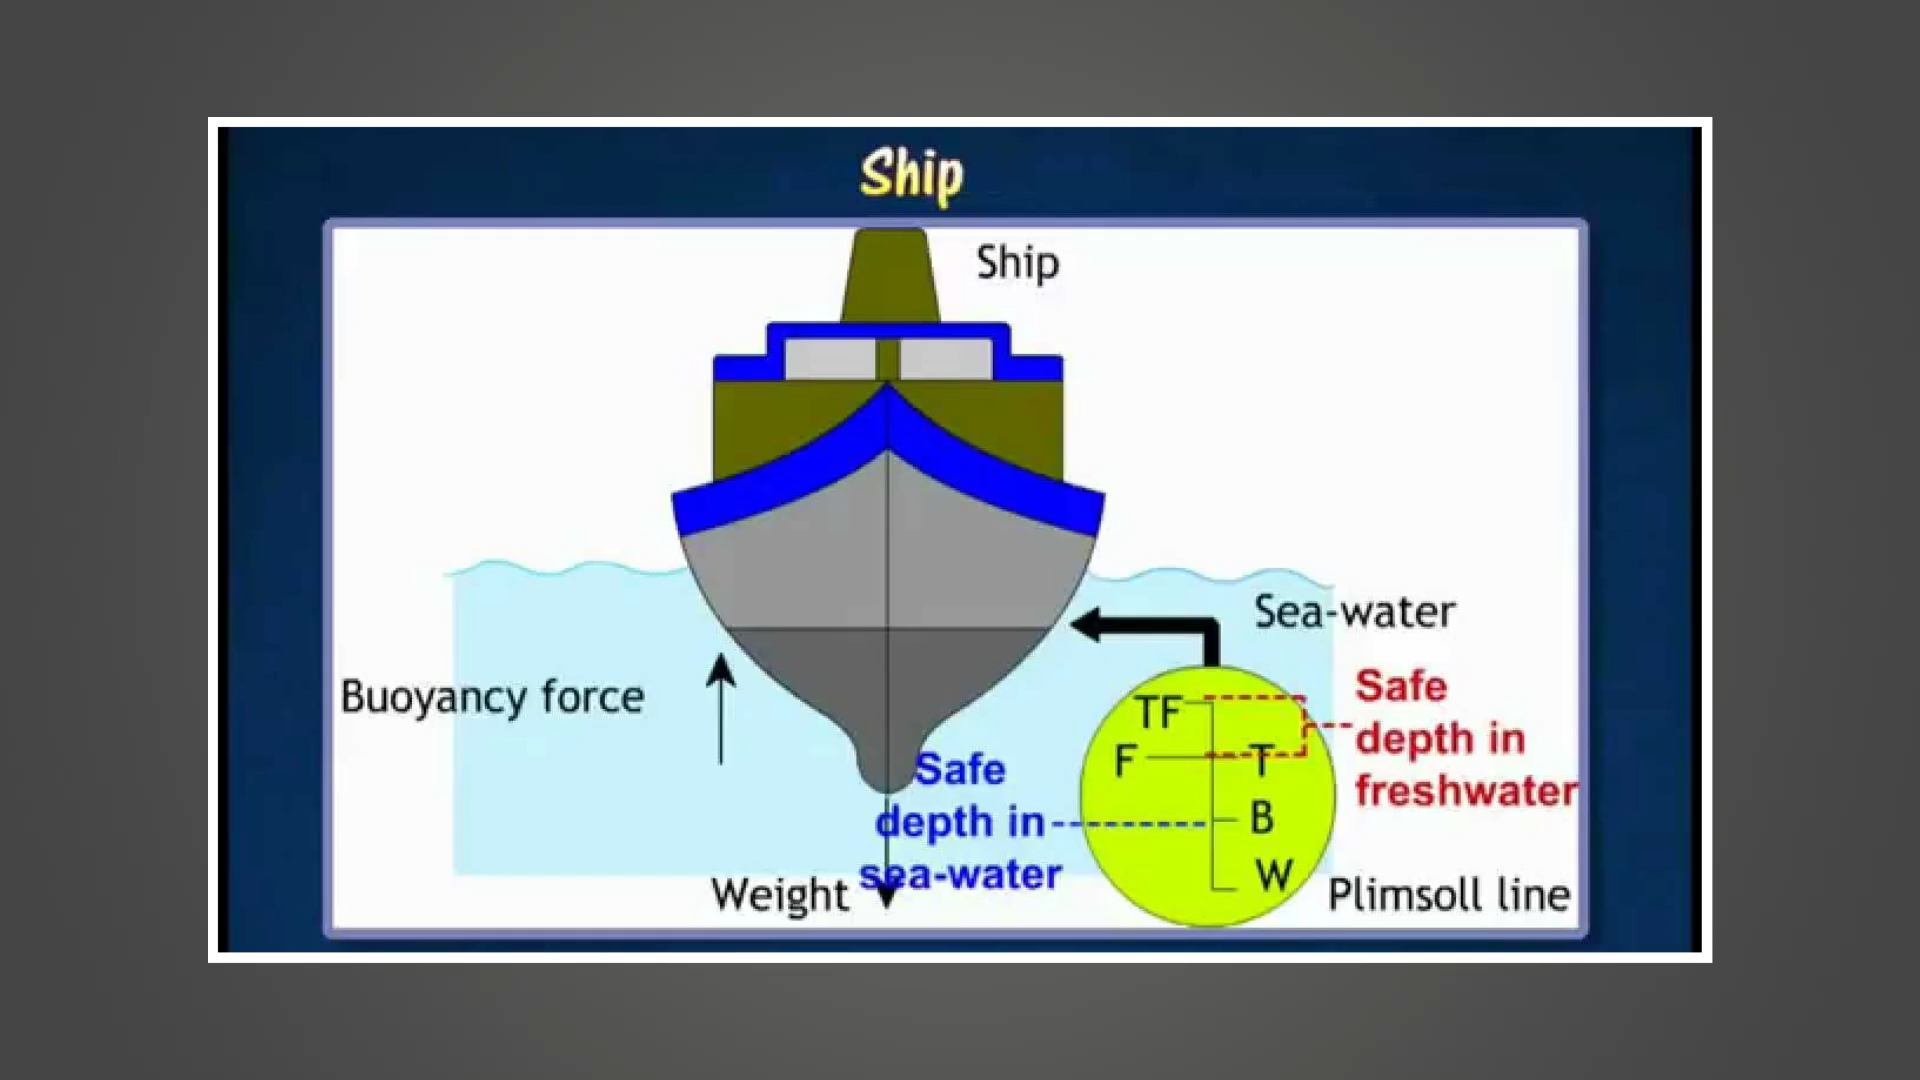 Ship
Ship
Sea-water
Buoyancy force
Safe
depth in
freshwater
TF
F
T
B
W
Safe
depth in
sea-water
Weight
Plimsoll line